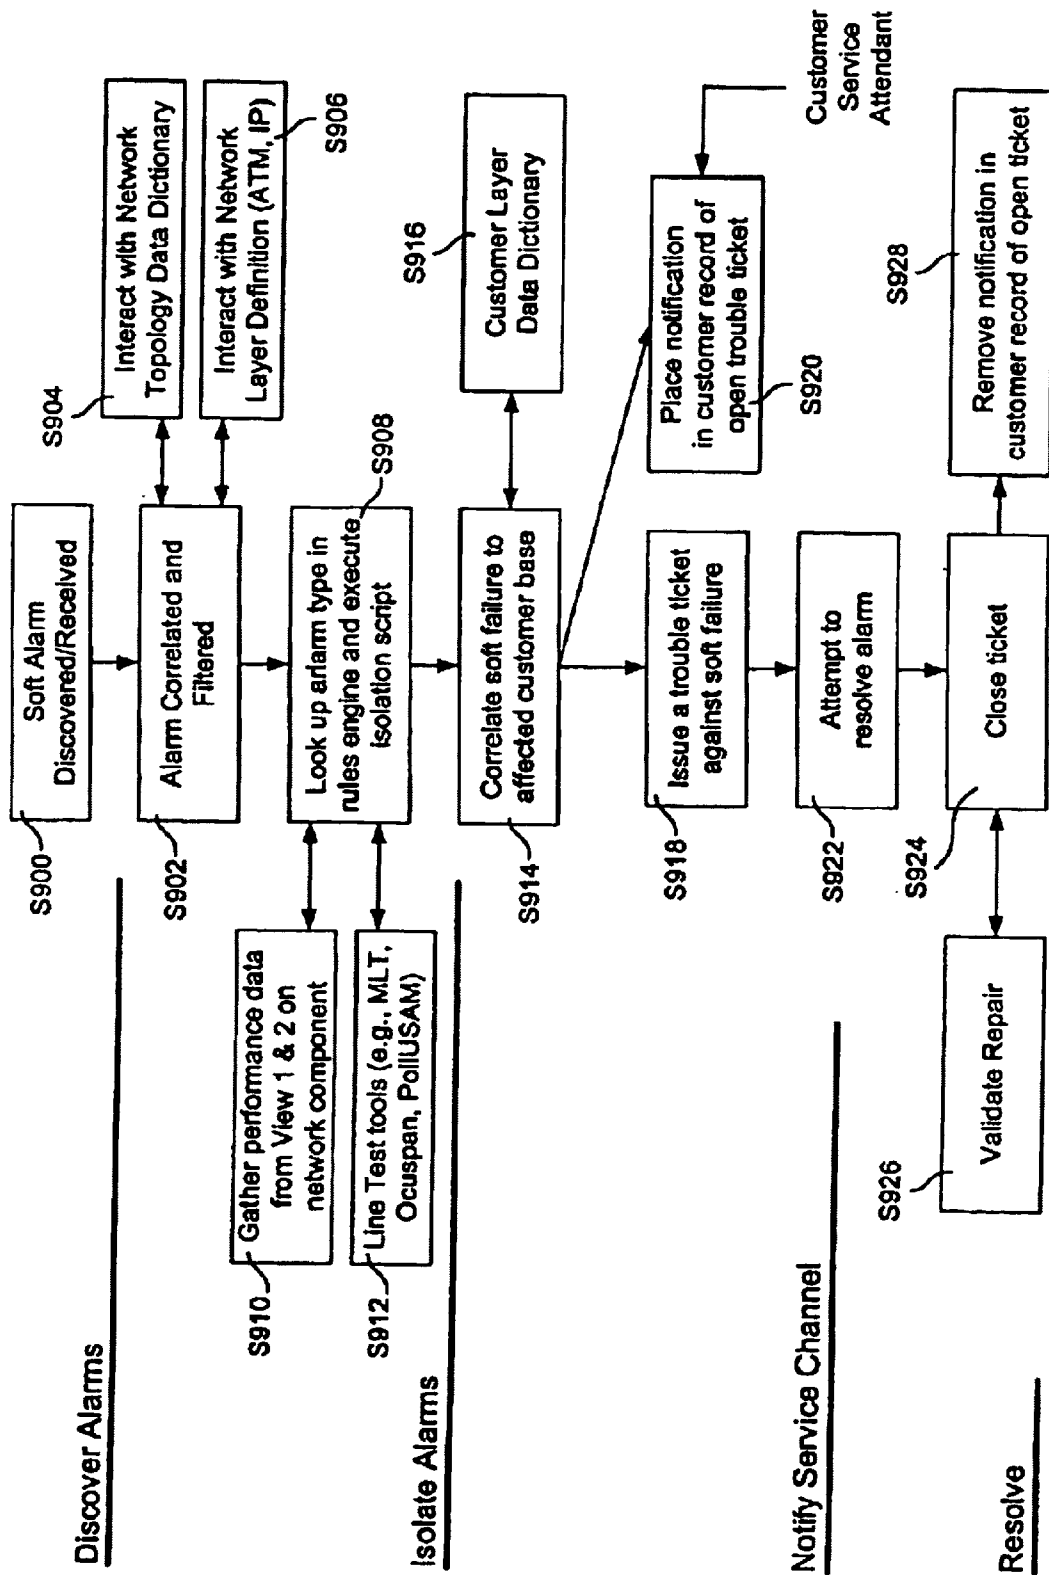 Discover Alarms
S900
Soft Alarm
Discovered/Received
S902
Alarm Correlated and
Filtered
S904
Interact with Network
Topology Data Dictionary
Interact with Network
Layer Definition (ATM, IP)
S906
Isolate Alarms
S910
Gather performance data
from View 1 & 2 on
network component
S912
Line Test tools (e.g., MLT,
Ocuspan, PollUSAM)
Look up arlarm type in
rules engine and execute
isolation script
S908
S914
Correlate soft failure to
affected customer base
S916
Customer Layer
Data Dictionary
Notify Service Channel
S918
Issue a trouble ticket
against soft failure
Place notification
in customer record of
open trouble ticket
S920
Customer
Service
Attendant
S922
Attempt to
resolve alarm
Resolve
S926
Validate Repair
S924
Close ticket
S928
Remove notification in
customer record of open ticket